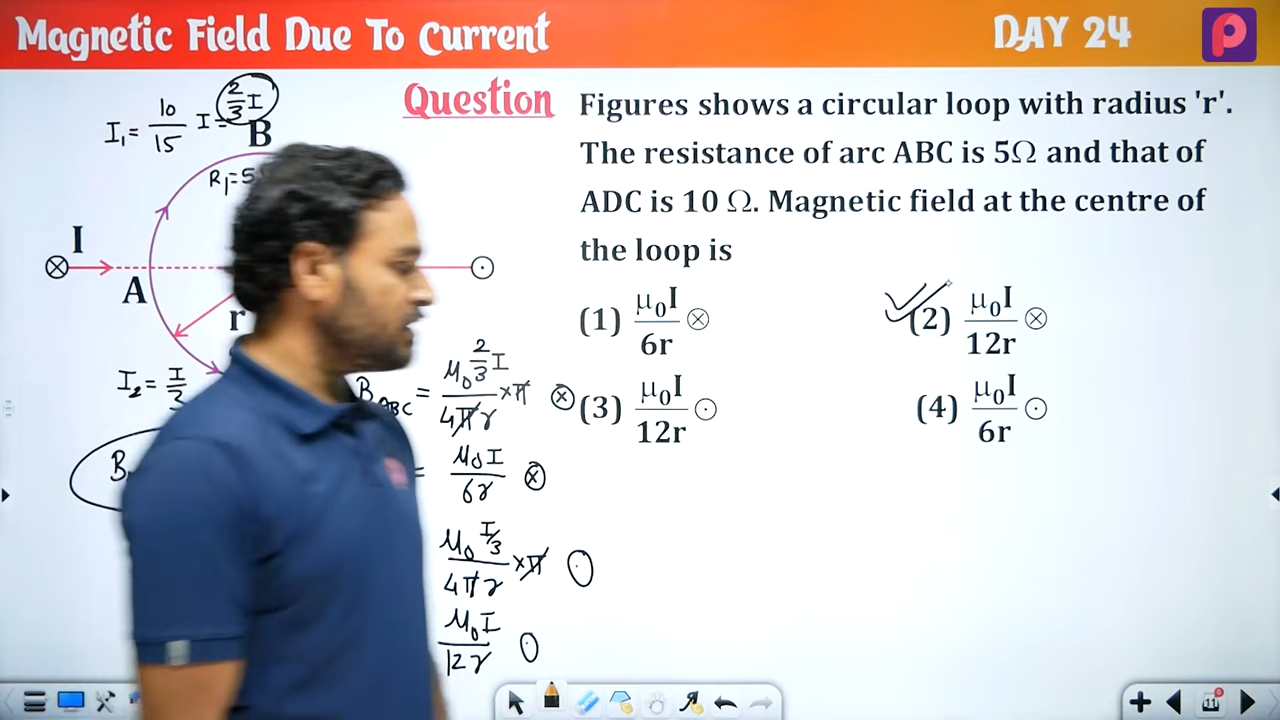 Magnetic Field Due To Current
DAY 24
Question
Figures shows a circular loop with radius 'r'.
The resistance of arc ABC is 5Ω and that of
ADC is 10 Ω. Magnetic field at the centre of
the loop is
(1) μ₀I/6r ⊗
(2) μ₀I/12r ⊗
(3) μ₀I/12r ⊙
(4) μ₀I/6r ⊙
I₁ = 10/15 I = 2/3 I
B
R₁=5
⊗ I
⊙
A
r
I₂ = I/3
B_ABC = μ₀ 2/3 I / 4πr × π ⊗
= μ₀I/6r ⊗
B
μ₀ I/3 / 4πr × π ⊙
μ₀I/12r ⊙
11